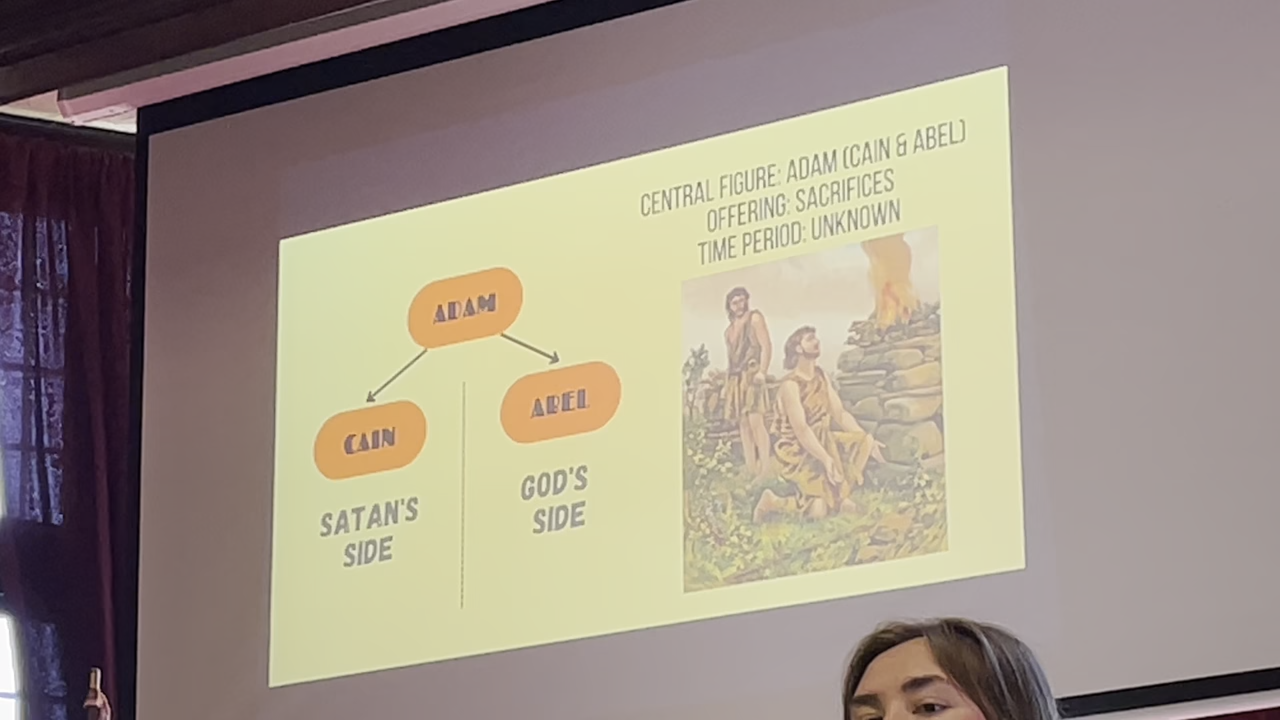 CENTRAL FIGURE: ADAM (CAIN & ABEL)
OFFERING: SACRIFICES
TIME PERIOD: UNKNOWN
ADAM
CAIN
ABEL
SATAN'S
SIDE
GOD'S
SIDE